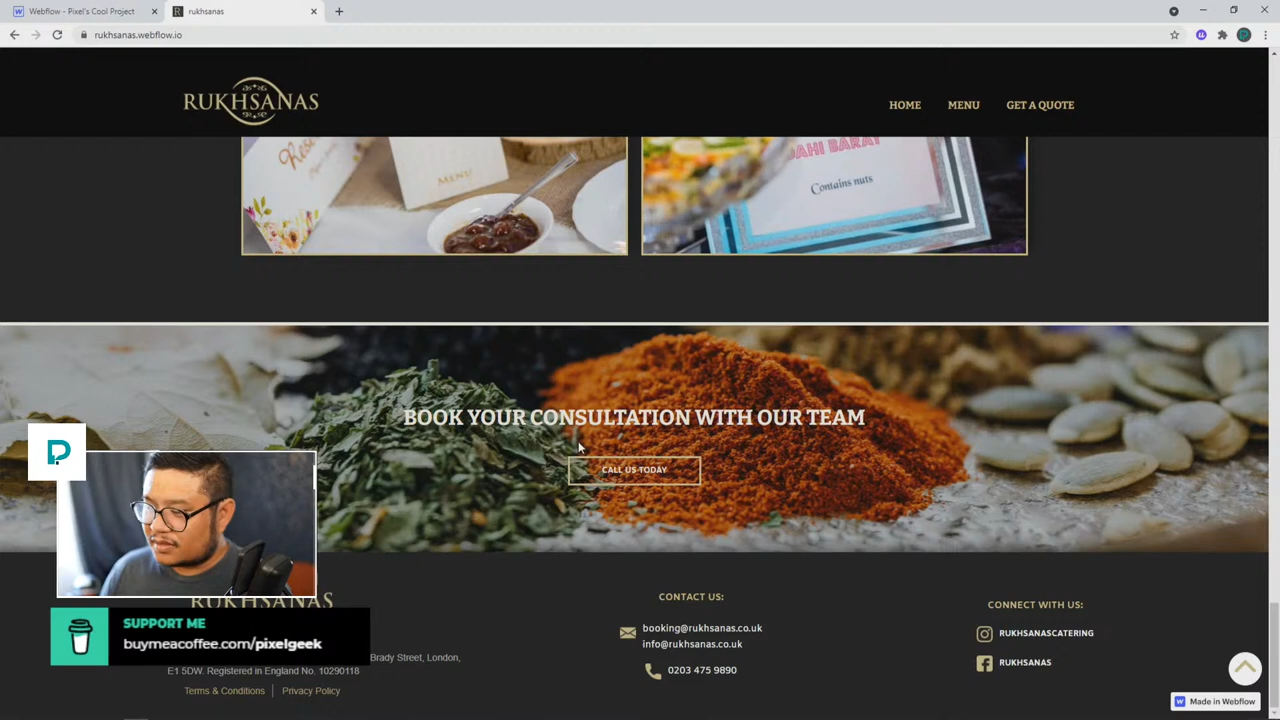 Webflow - Pixel's Cool Project
rukhsanas
rukhsanas.webflow.io
RUKHSANAS
HOME
MENU
GET A QUOTE
MENU
DAHI BARAT
Contains nuts
BOOK YOUR CONSULTATION WITH OUR TEAM
CALL US TODAY
RUKHSANAS
Brady Street, London,
E1 5DW. Registered in England No. 10290118
Terms & Conditions
Privacy Policy
CONTACT US:
booking@rukhsanas.co.uk
info@rukhsanas.co.uk
0203 475 9890
CONNECT WITH US:
RUKHSANASCATERING
RUKHSANAS
SUPPORT ME
buymeacoffee.com/pixelgeek
Made in Webflow